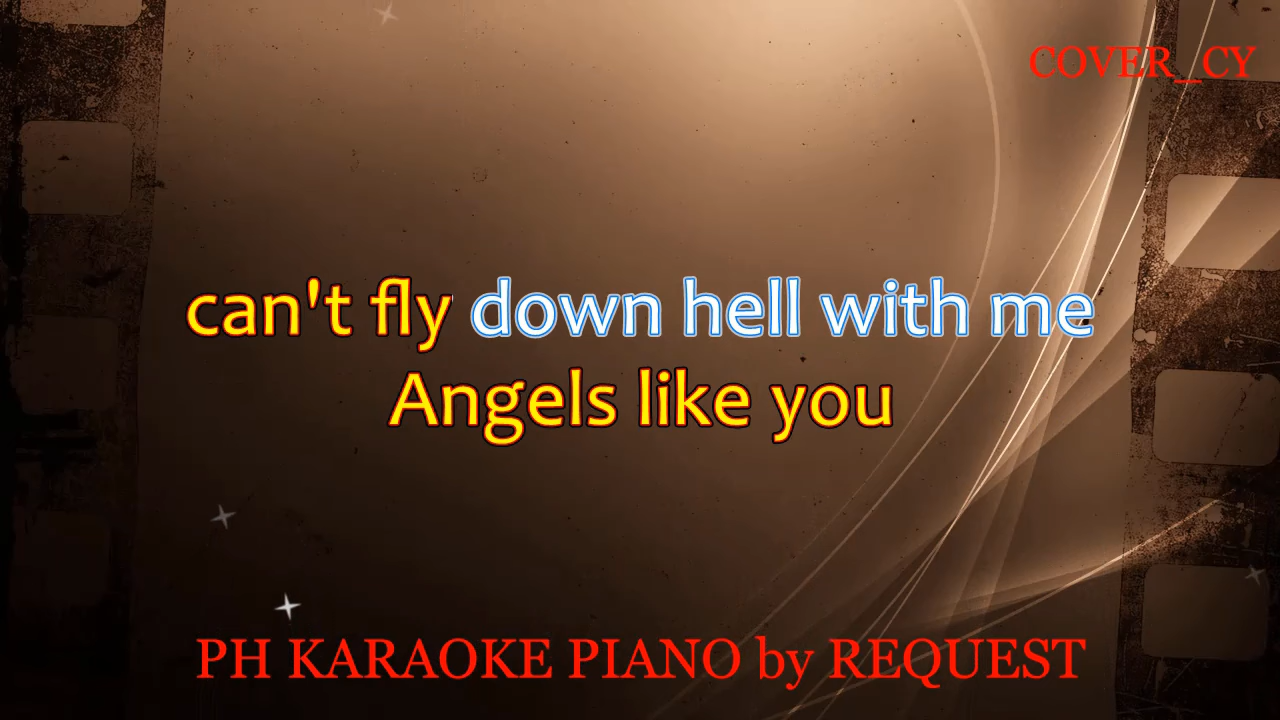 COVER_CY
can't fly down hell with me
Angels like you
PH KARAOKE PIANO by REQUEST